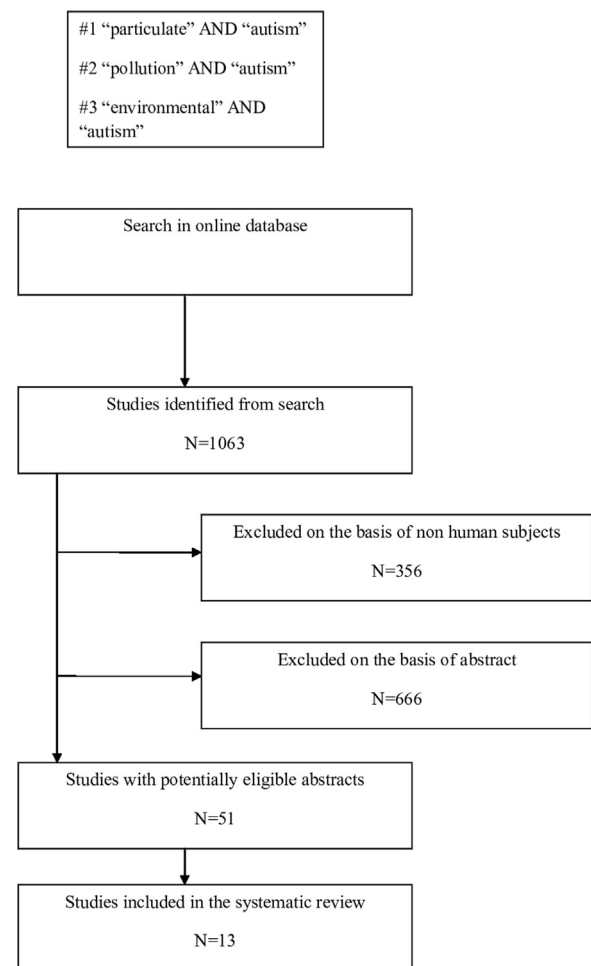 #1 “particulate” AND “autism”
#2 “pollution” AND “autism”
#3 “environmental” AND
“autism”
Search in online database
Studies identified from search
N=1063
Excluded on the basis of non human subjects
N=356
Excluded on the basis of abstract
N=666
Studies with potentially eligible abstracts
N=51
Studies included in the systematic review
N=13